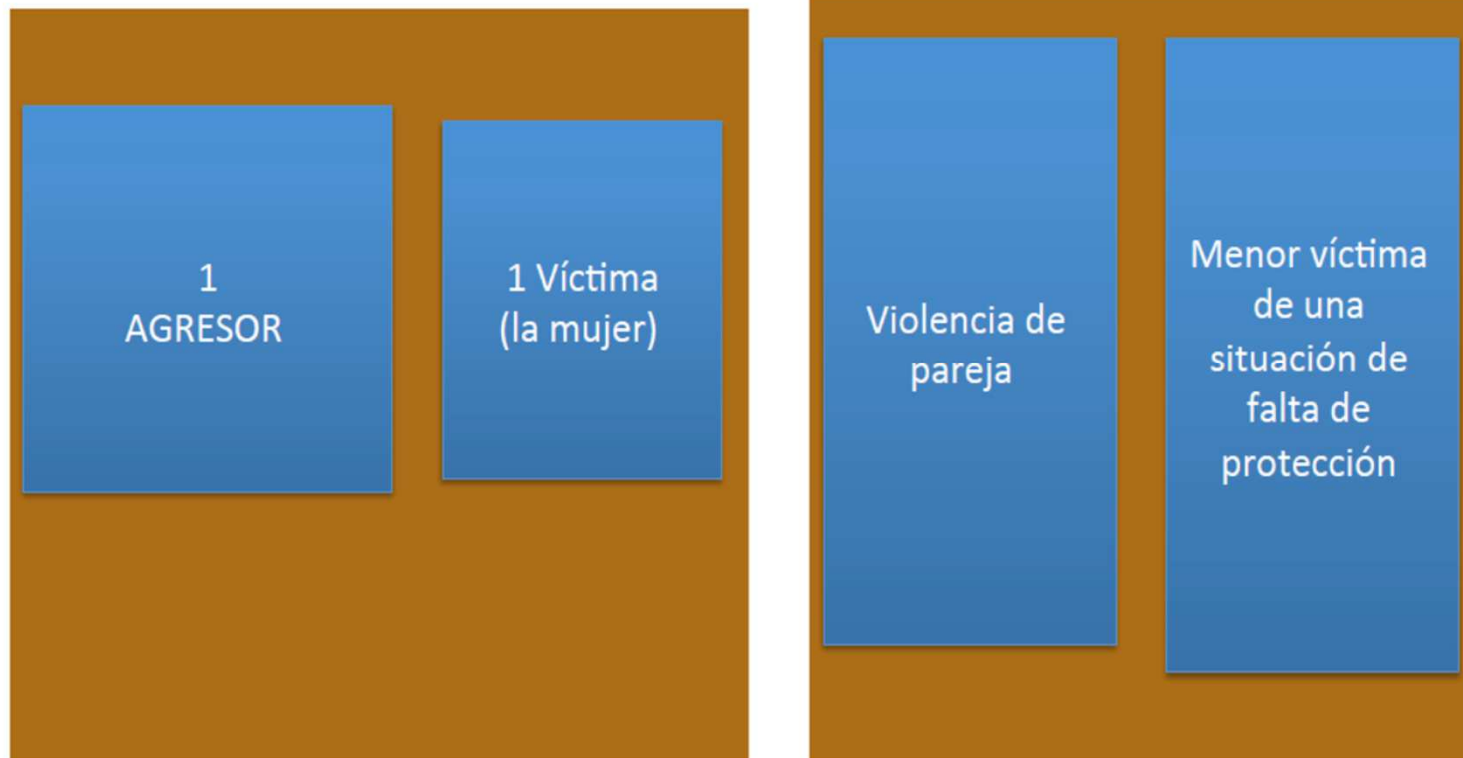 1
AGRESOR
1 Víctima
(la mujer)
Violencia de
pareja
Menor víctima
de una
situación de
falta de
protección